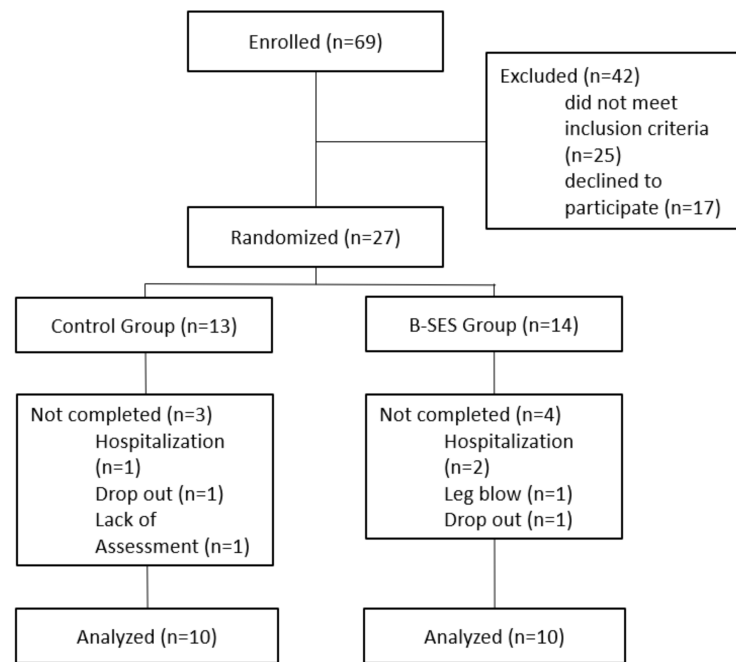 Enrolled (n=69)
Excluded (n=42)
did not meet
inclusion criteria
(n=25)
declined to
participate (n=17)
Randomized (n=27)
Control Group (n=13)
B-SES Group (n=14)
Not completed (n=3)
Hospitalization
(n=1)
Drop out (n=1)
Lack of
Assessment (n=1)
Not completed (n=4)
Hospitalization
(n=2)
Leg blow (n=1)
Drop out (n=1)
Analyzed (n=10)
Analyzed (n=10)